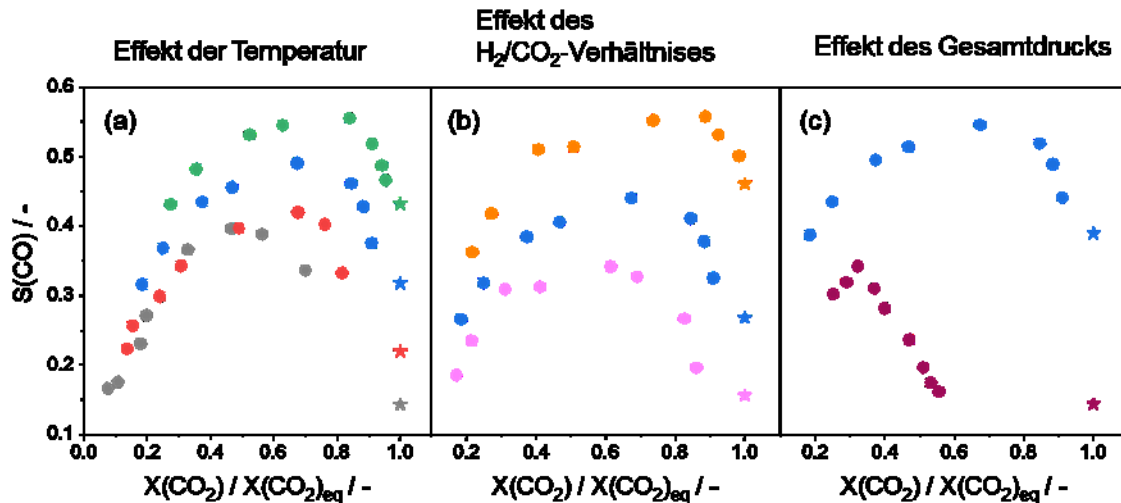 Effekt der Temperatur
Effekt des
H₂/CO₂-Verhältnises
Effekt des Gesamtdrucks
(a)
(b)
(c)
S(CO) / -
0.6
0.5
0.4
0.3
0.2
0.1
0.0 0.2 0.4 0.6 0.8 1.0
0.2 0.4 0.6 0.8 1.0
0.2 0.4 0.6 0.8 1.0
X(CO₂) / X(CO₂)eq / -
X(CO₂) / X(CO₂)eq / -
X(CO₂) / X(CO₂)eq / -